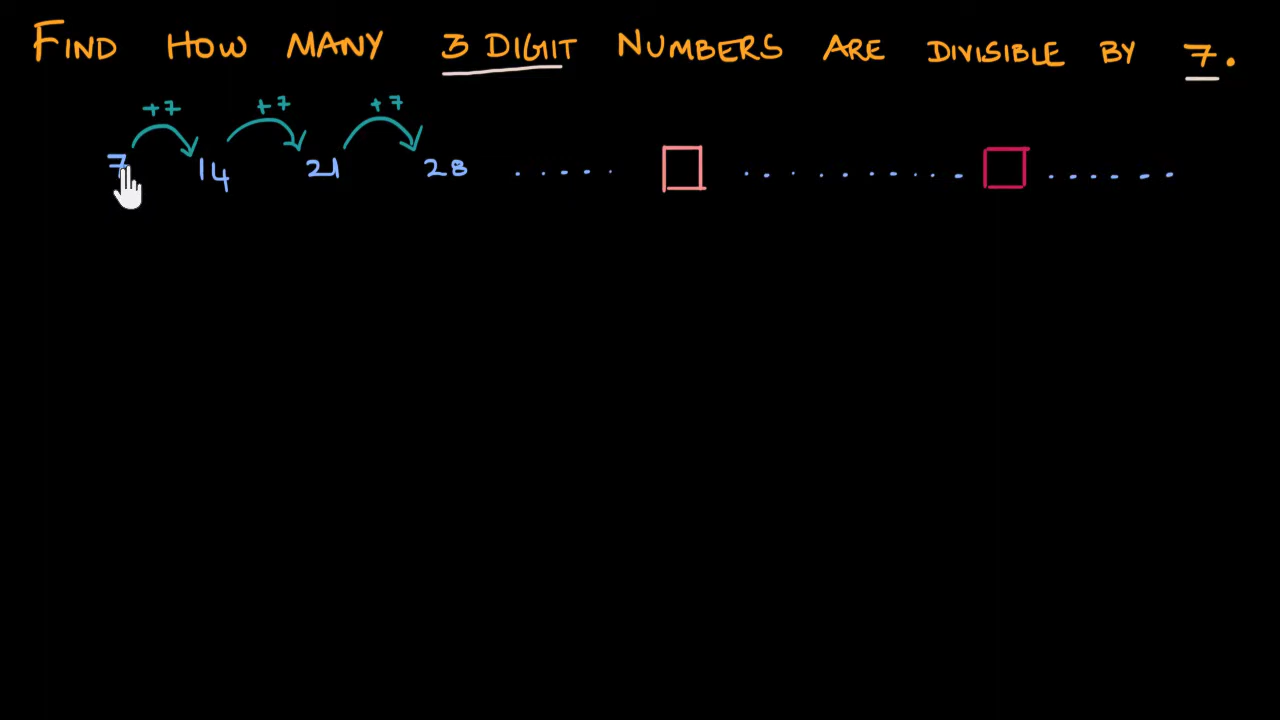 FIND HOW MANY 3 DIGIT NUMBERS ARE DIVISIBLE BY 7.
+7 +7 +7
7 14 21 28 ..... .......... ......